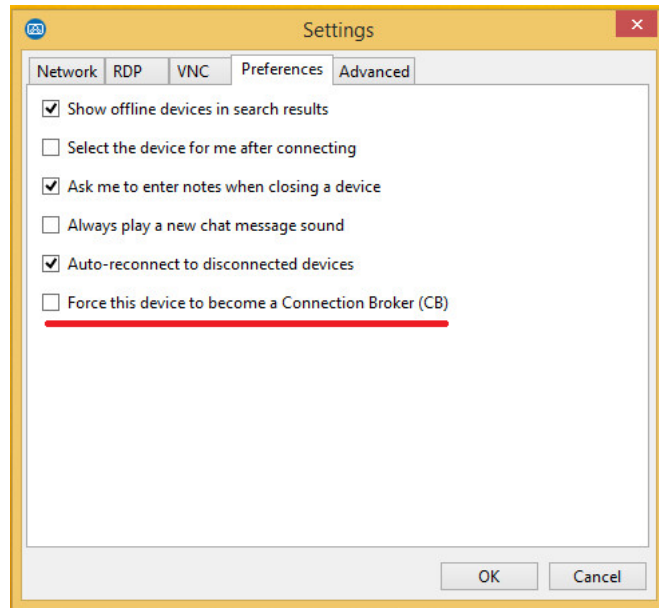 Settings
Network RDP VNC Preferences Advanced
Show offline devices in search results
Select the device for me after connecting
Ask me to enter notes when closing a device
Always play a new chat message sound
Auto-reconnect to disconnected devices
Force this device to become a Connection Broker (CB)
OK Cancel